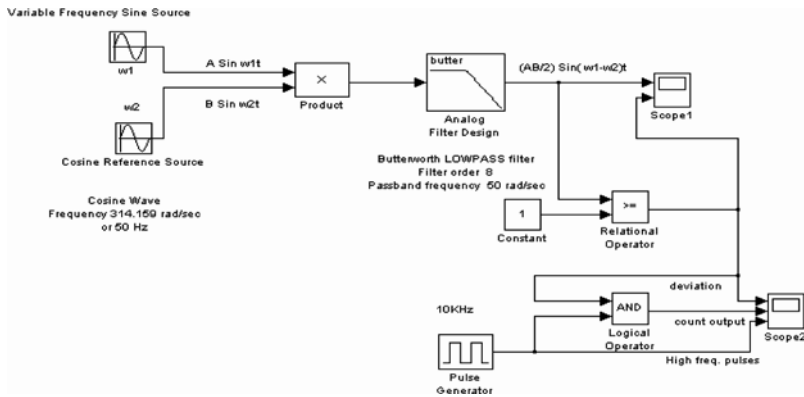 Variable Frequency Sine Source
w1
A Sin w1t
w2
B Sin w2t
Cosine Reference Source
Cosine Wave
Frequency 314.159 rad/sec
or 50 Hz
×
Product
butter
Analog
Filter Design
(AB/2) Sin( w1-w2)t
Scope1
Butterworth LOWPASS filter
Filter order 8
Passband frequency 50 rad/sec
1
Constant
>=
Relational
Operator
deviation
10KHz
AND
Logical
Operator
count output
Scope2
High freq. pulses
Pulse
Generator